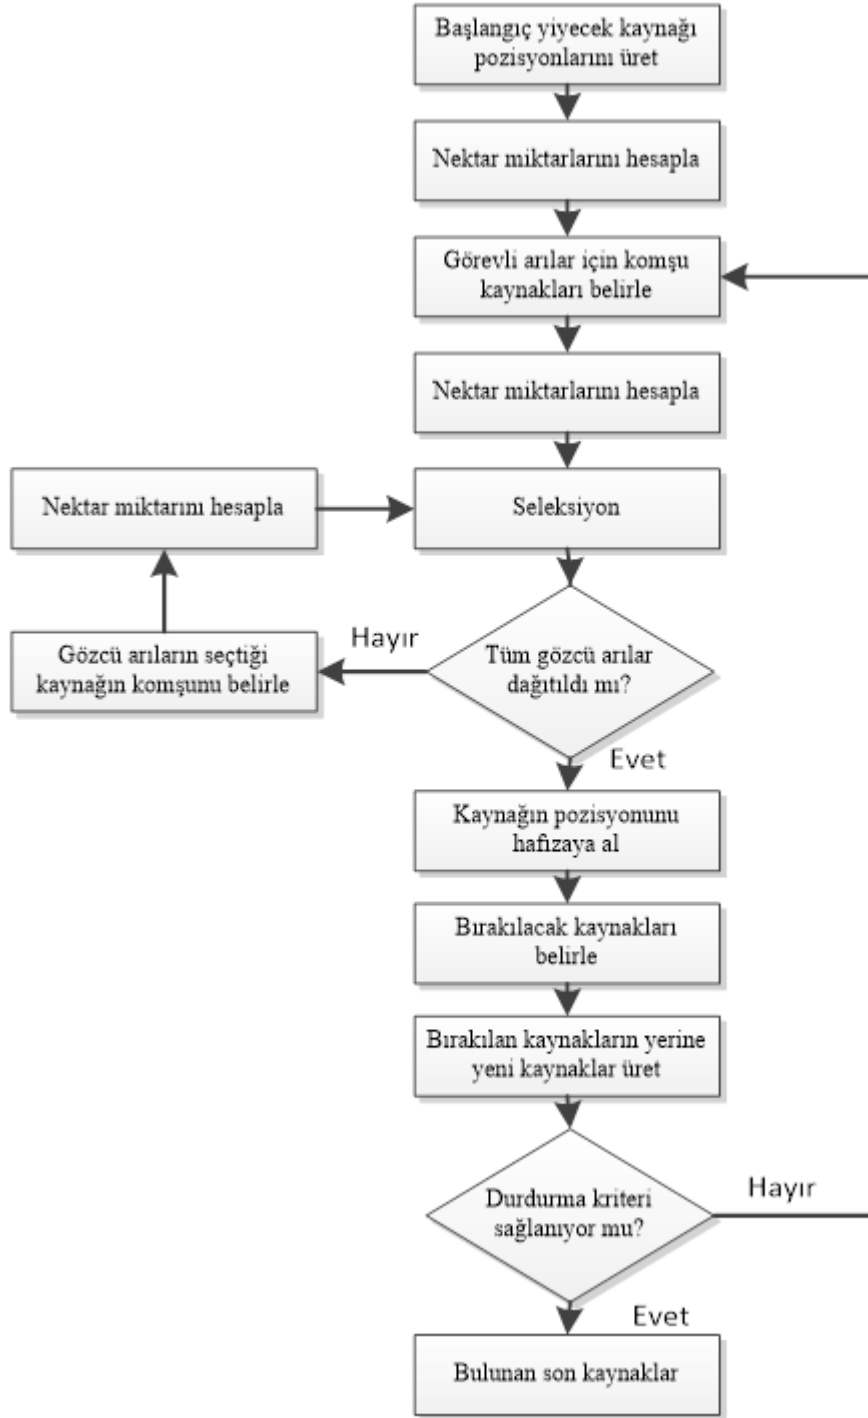 Başlangıç yiyecek kaynağı
pozisyonlarını üret
Nektar miktarlarını hesapla
Görevli arılar için komşu
kaynakları belirle
Nektar miktarlarını hesapla
Nektar miktarını hesapla
Seleksiyon
Gözcü arıların seçtiği
kaynağın komşunu belirle
Hayır
Tüm gözcü arılar
dağıtıldı mı?
Evet
Kaynağın pozisyonunu
hafızaya al
Bırakılacak kaynakları
belirle
Bırakılan kaynakların yerine
yeni kaynaklar üret
Durdurma kriteri
sağlanıyor mu?
Hayır
Evet
Bulunan son kaynaklar